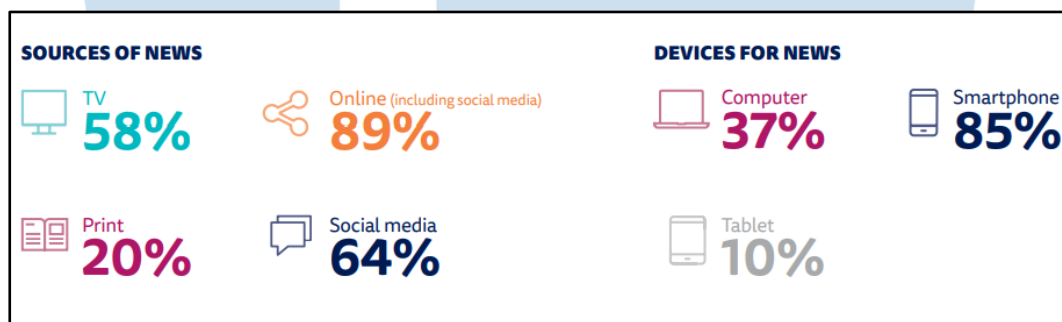 SOURCES OF NEWS
TV
58%
Online (including social media)
89%
Print
20%
Social media
64%
DEVICES FOR NEWS
Computer
37%
Smartphone
85%
Tablet
10%